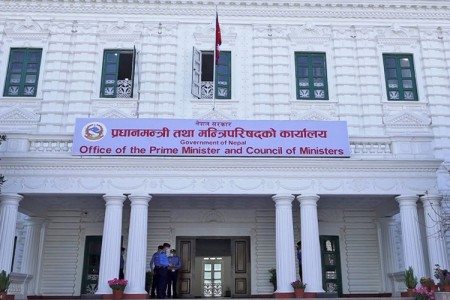 नेपाल सरकार
प्रधानमन्त्री तथा मन्त्रिपरिषद्को कार्यालय
Government of Nepal
Office of the Prime Minister and Council of Ministers